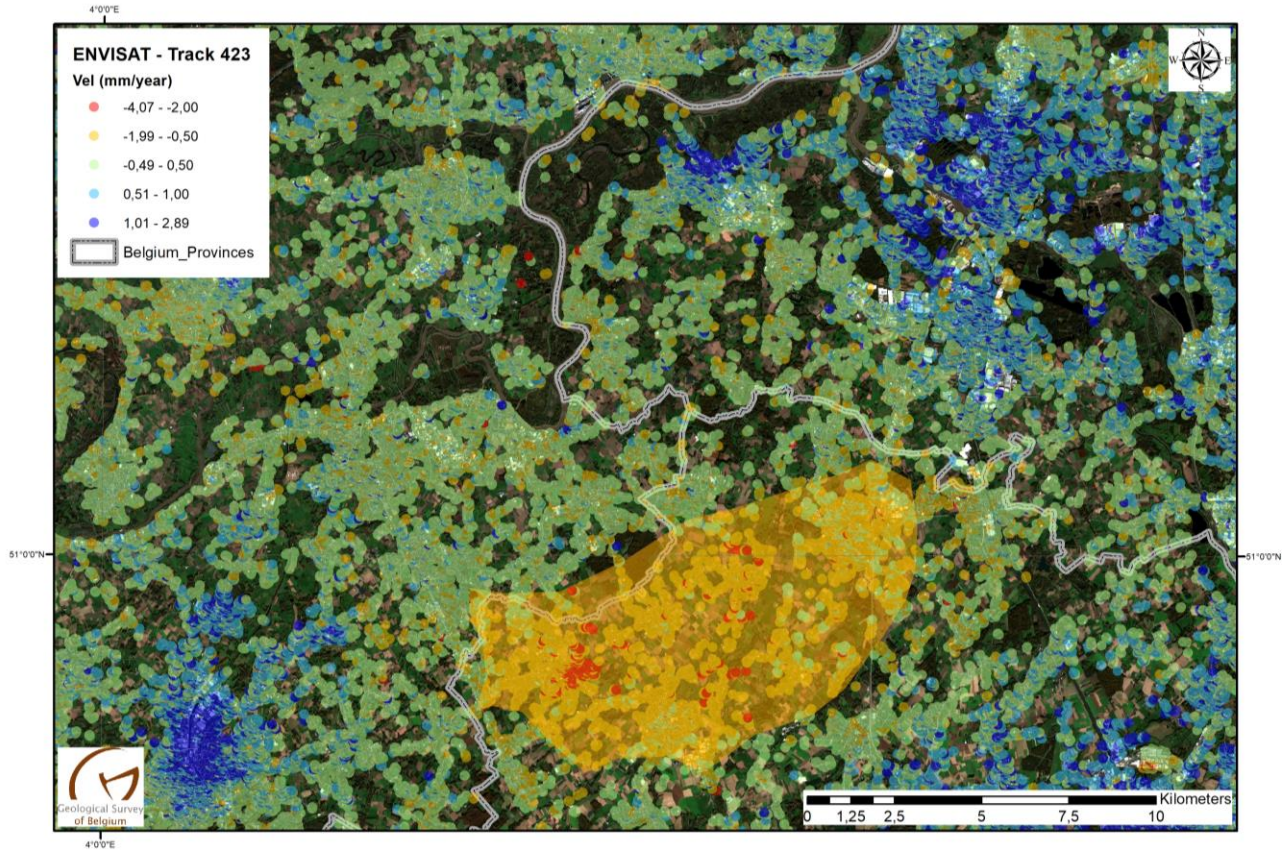 4°0'0"E
ENVISAT - Track 423
Vel (mm/year)
-4,07 - -2,00
-1,99 - -0,50
-0,49 - 0,50
0,51 - 1,00
1,01 - 2,89
Belgium_Provinces
N
W E
S
51°0'0"N
51°0'0"N
Geological Survey
of Belgium
Kilometers
0 1,25 2,5 5 7,5 10
4°0'0"E